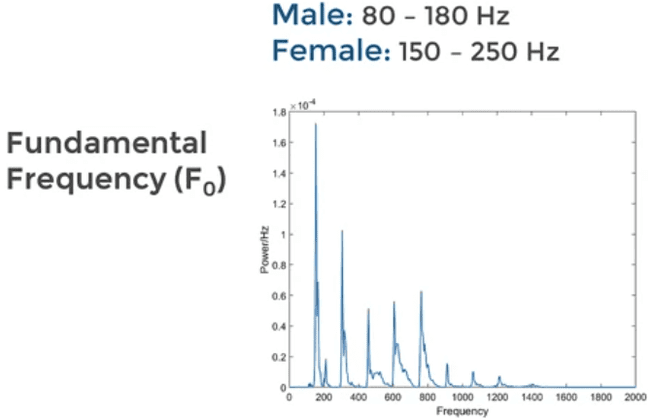 Male: 80 – 180 Hz
Female: 150 – 250 Hz
Fundamental
Frequency (F₀)
×10⁻⁴
1.8
1.6
1.4
1.2
1
0.8
0.6
0.4
0.2
0
Power/Hz
0 200 400 600 800 1000 1200 1400 1600 1800 2000
Frequency